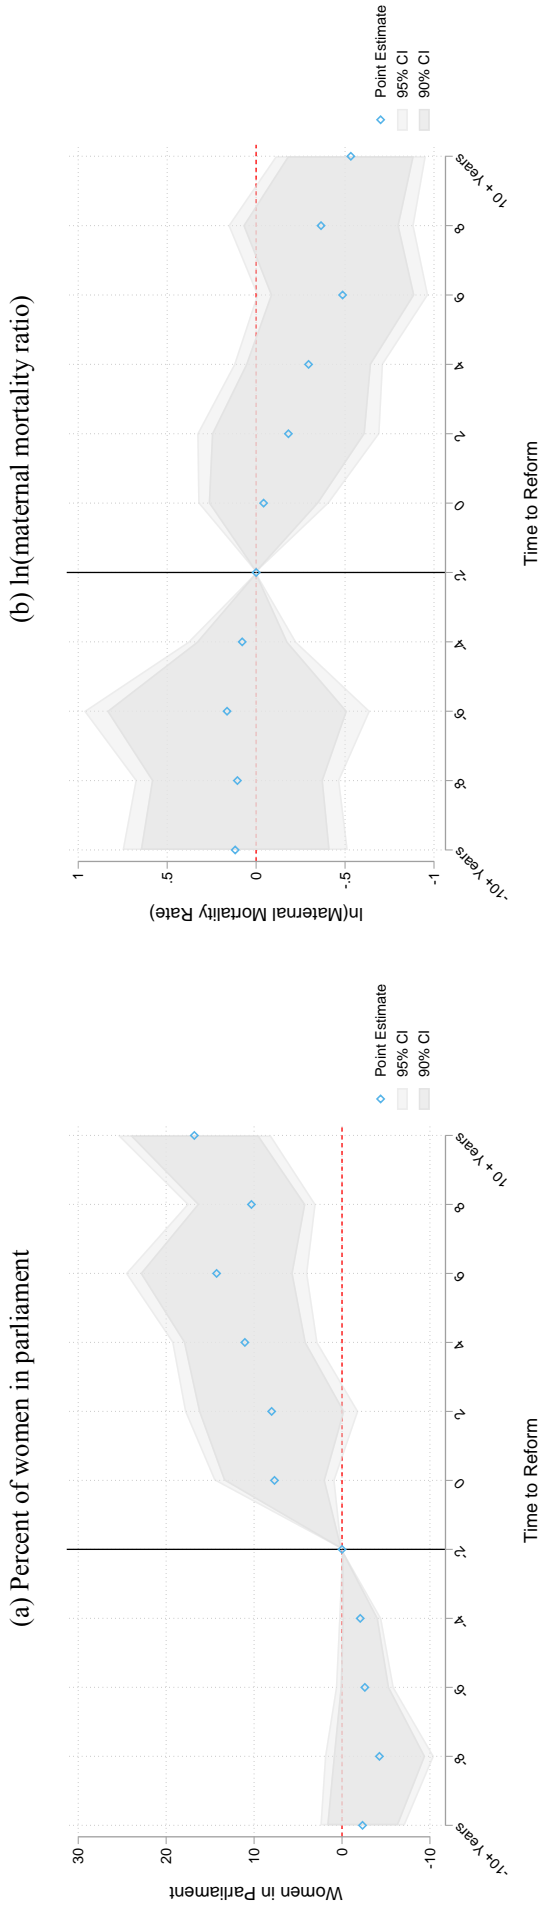 (a) Percent of women in parliament
Women in Parliament
30
20
10
0
-10
-10+ Years
-8
-6
-4
-2
0
2
4
6
8
10 + Years
Time to Reform
Point Estimate
95% CI
90% CI
(b) ln(maternal mortality ratio)
ln(Maternal Mortality Rate)
1
.5
0
-.5
-1
-10+ Years
-8
-6
-4
-2
0
2
4
6
8
10 + Years
Time to Reform
Point Estimate
95% CI
90% CI